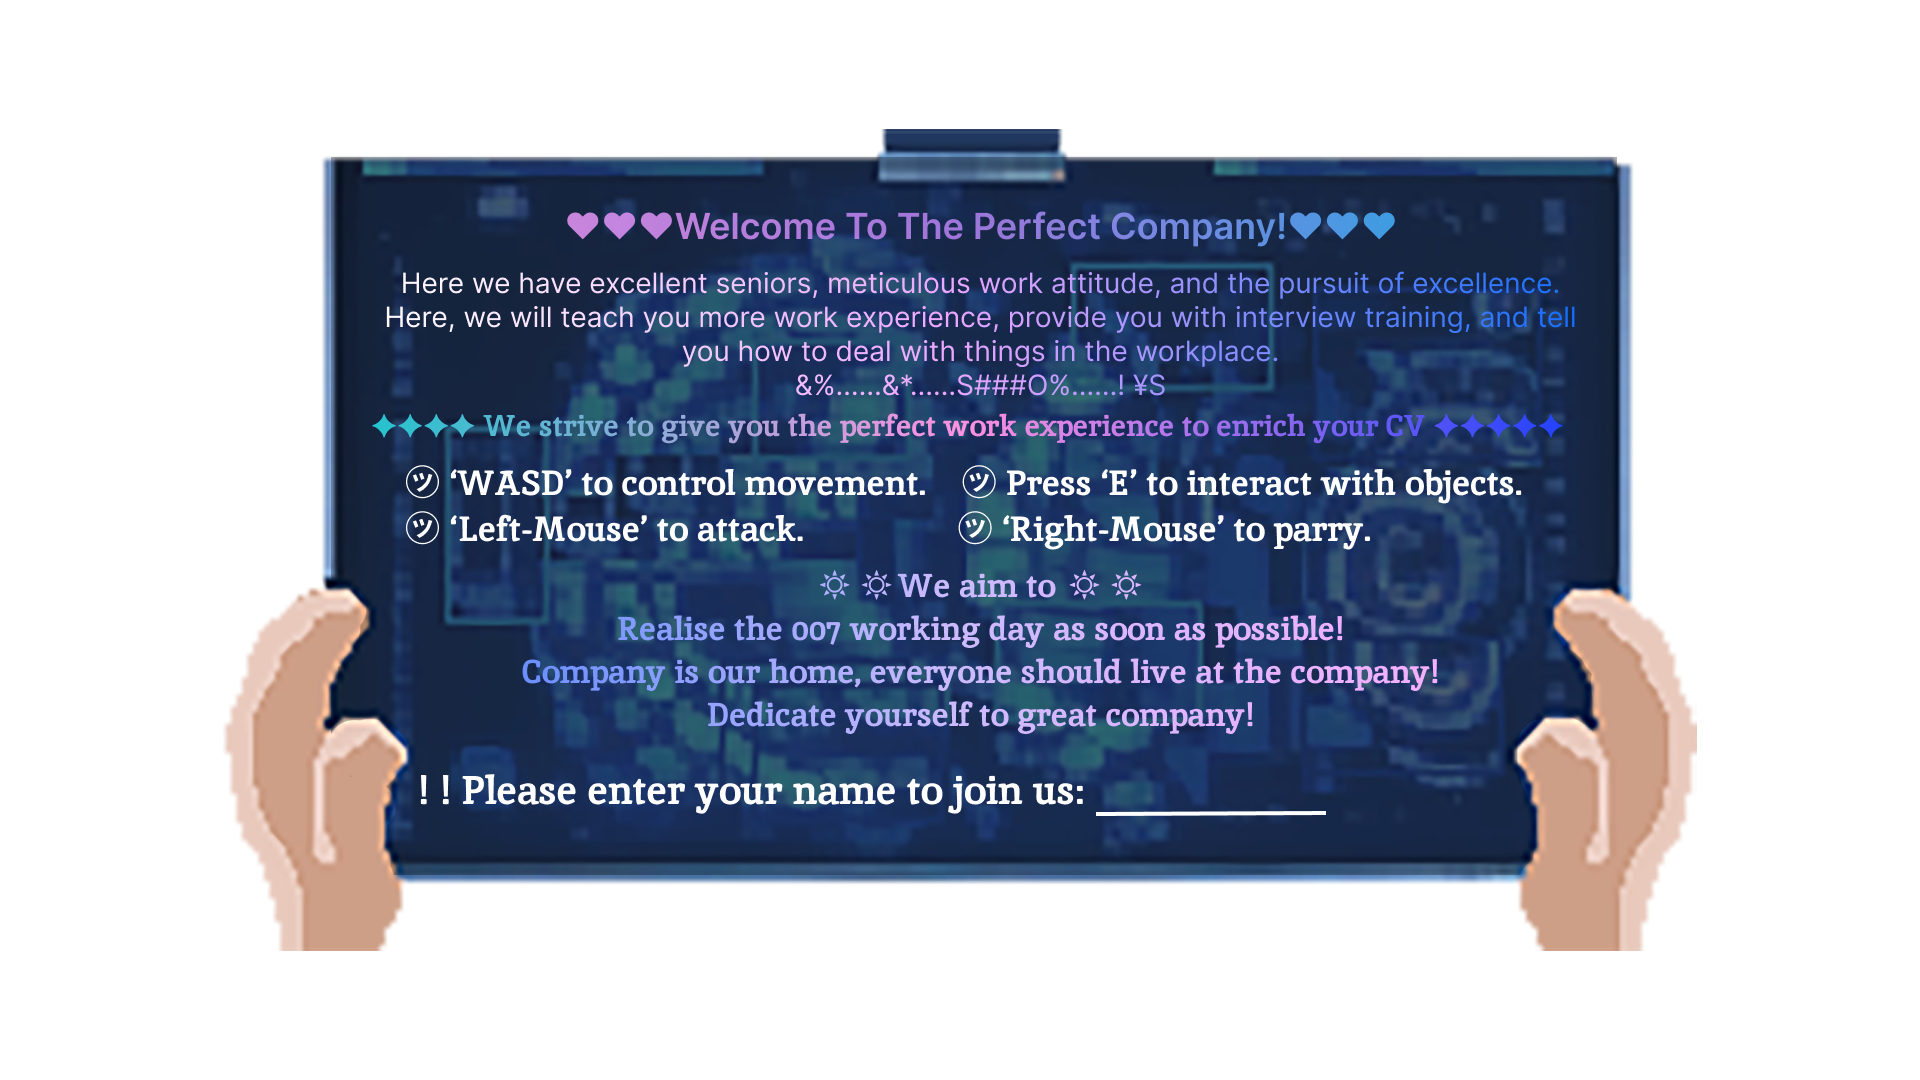 ♥♥♥Welcome To The Perfect Company!♥♥♥
Here we have excellent seniors, meticulous work attitude, and the pursuit of excellence.
Here, we will teach you more work experience, provide you with interview training, and tell
you how to deal with things in the workplace.
&%......&*......S###O%......! ¥S
✦✦✦✦ We strive to give you the perfect work experience to enrich your CV ✦✦✦✦✦
㋡ ‘WASD’ to control movement. ㋡ Press ‘E’ to interact with objects.
㋡ ‘Left-Mouse’ to attack. ㋡ ‘Right-Mouse’ to parry.
☼ ☼ We aim to ☼ ☼
Realise the 007 working day as soon as possible!
Company is our home, everyone should live at the company!
Dedicate yourself to great company!
! ! Please enter your name to join us: ___________